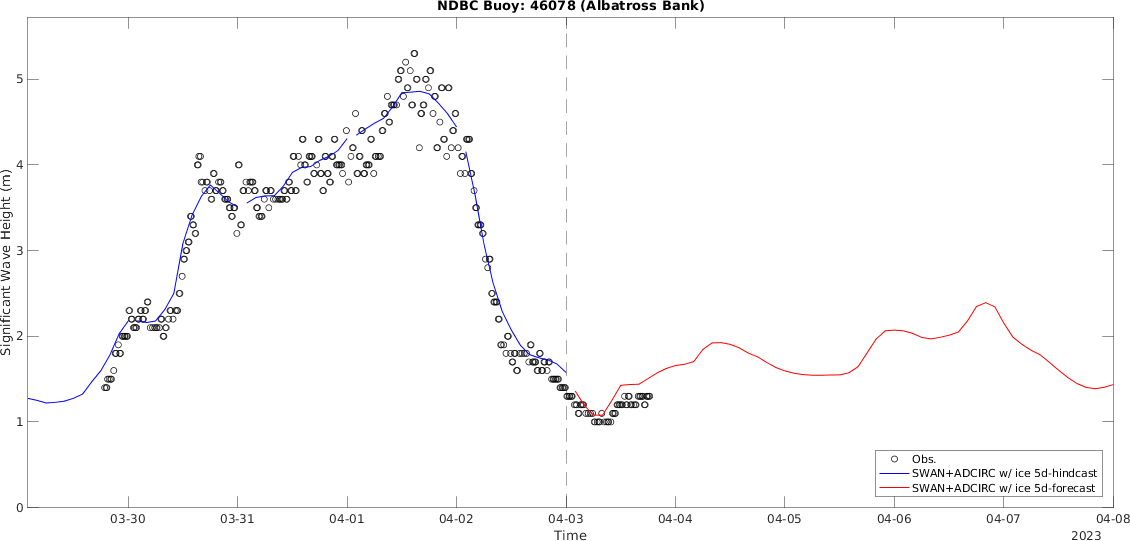 NDBC Buoy: 46078 (Albatross Bank)
5
4
3
2
1
0
Significant Wave Height (m)
Obs.
SWAN+ADCIRC w/ ice 5d-hindcast
SWAN+ADCIRC w/ ice 5d-forecast
03-30 03-31 04-01 04-02 04-03 04-04 04-05 04-06 04-07 04-08
Time
2023